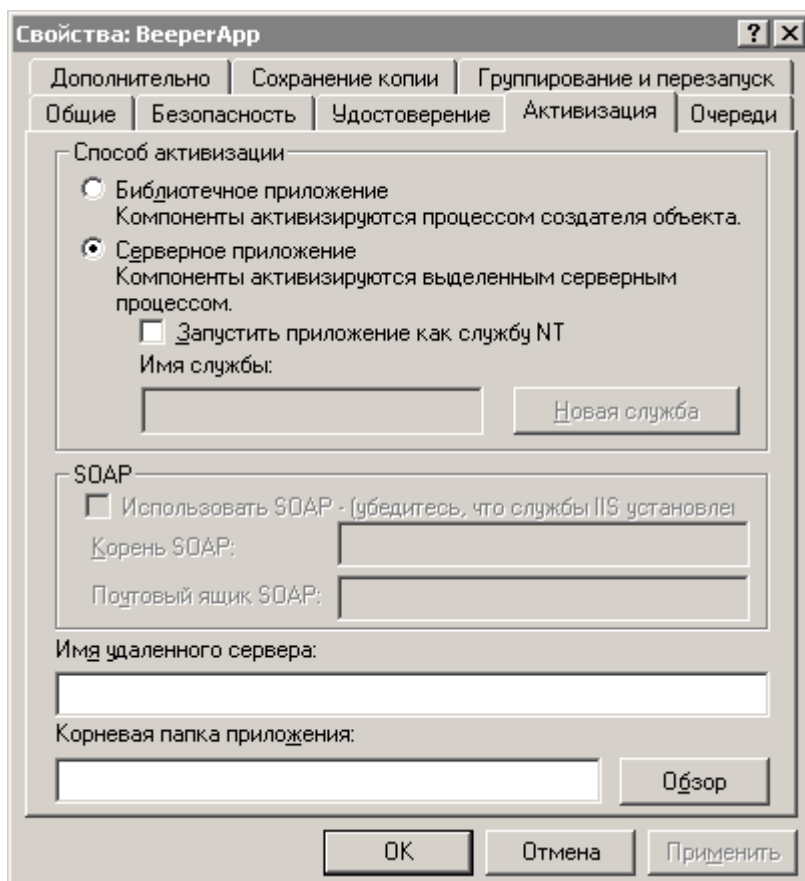 Свойства: BeeperApp
Дополнительно
Сохранение копии
Группирование и перезапуск
Общие
Безопасность
Удостоверение
Активизация
Очереди
Способ активизации
Библиотечное приложение
Компоненты активизируются процессом создателя объекта.
Серверное приложение
Компоненты активизируются выделенным серверным
процессом.
Запустить приложение как службу NT
Имя службы:
Новая служба
SOAP
Использовать SOAP - (убедитесь, что службы IIS установле
Корень SOAP:
Почтовый ящик SOAP:
Имя удаленного сервера:
Корневая папка приложения:
Обзор
OK
Отмена
Применить